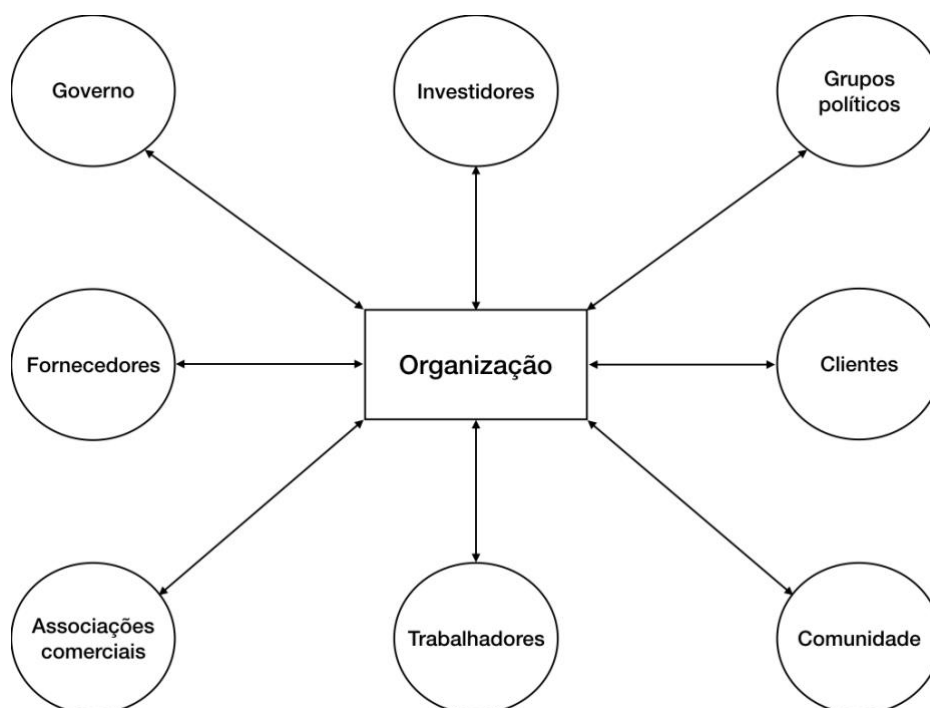 Governo
Investidores
Grupos
políticos
Fornecedores
Organização
Clientes
Associações
comerciais
Trabalhadores
Comunidade